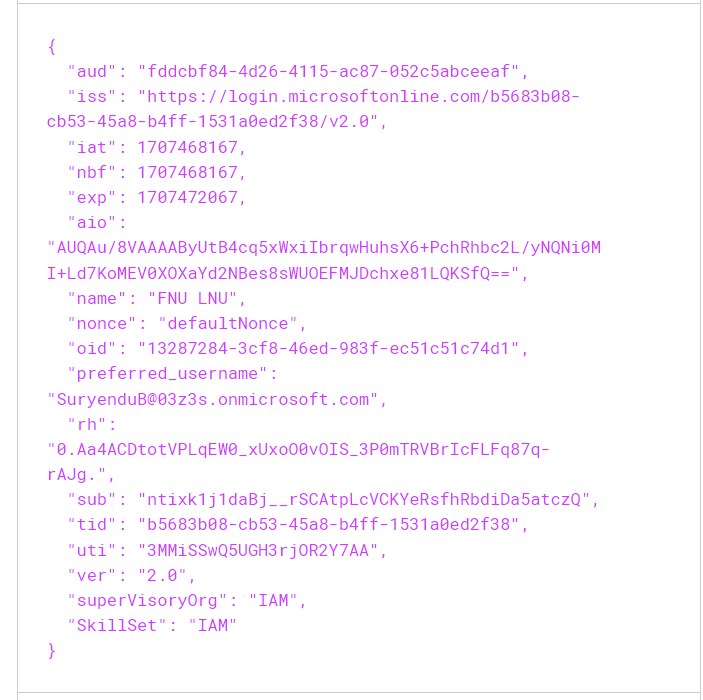 {
"aud": "fddcbf84-4d26-4115-ac87-052c5abceeaf",
"iss": "https://login.microsoftonline.com/b5683b08-
cb53-45a8-b4ff-1531a0ed2f38/v2.0",
"iat": 1707468167,
"nbf": 1707468167,
"exp": 1707472067,
"aio":
"AUQAu/8VAAAAByUtB4cq5xWxiIbrqwHuhsX6+PchRhbc2L/yNQNi0M
I+Ld7KoMEV0XOXaYd2NBes8sWUOEFMJDchxe81LQKSfQ==",
"name": "FNU LNU",
"nonce": "defaultNonce",
"oid": "13287284-3cf8-46ed-983f-ec51c51c74d1",
"preferred_username":
"SuryenduB@03z3s.onmicrosoft.com",
"rh":
"0.Aa4ACDtotVPLqEW0_xUxoO0vOIS_3P0mTRVBrIcFLFq87q-
rAJg.",
"sub": "ntixk1j1daBj__rSCAtpLcVCKYeRsfhRbdiDa5atczQ",
"tid": "b5683b08-cb53-45a8-b4ff-1531a0ed2f38",
"uti": "3MMiSSwQ5UGH3rjOR2Y7AA",
"ver": "2.0",
"superVisoryOrg": "IAM",
"SkillSet": "IAM"
}